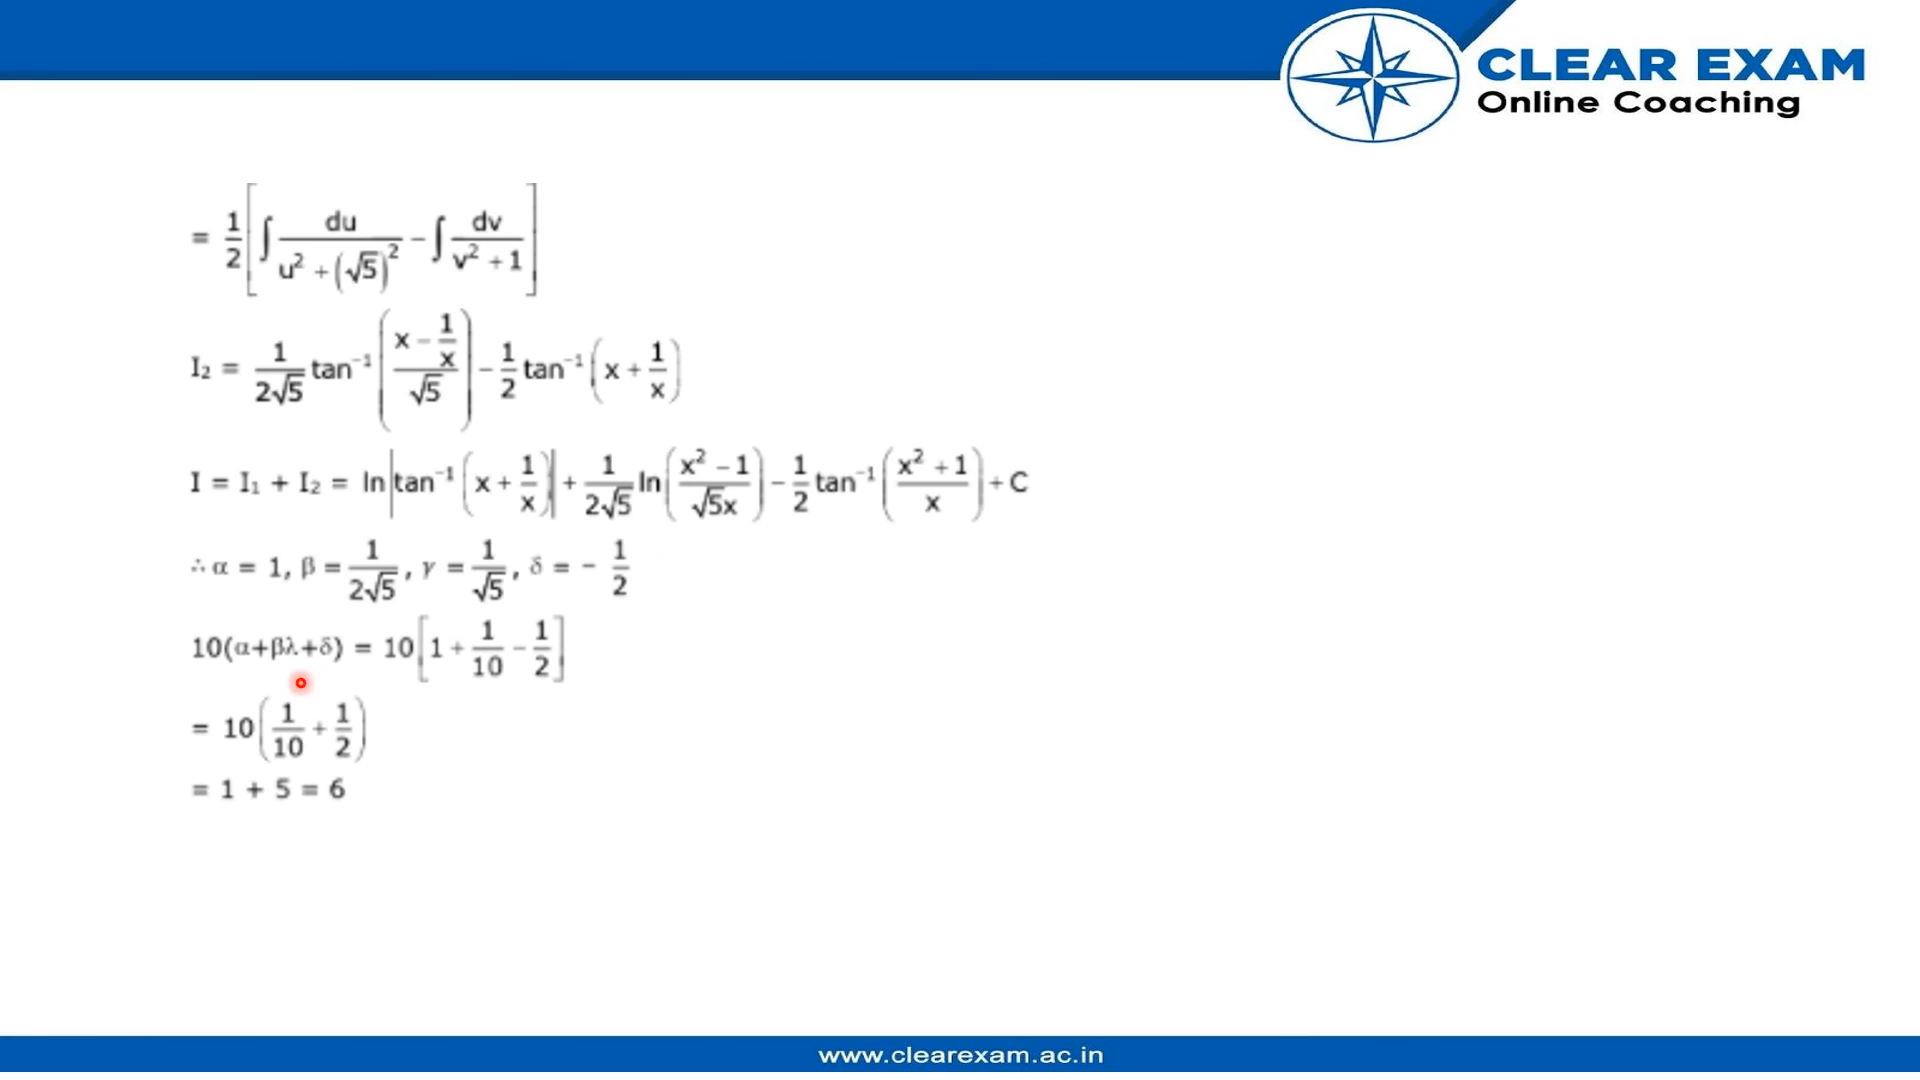 CLEAR EXAM
Online Coaching
= 1/2 [ ∫ du/(u² + (√5)²) − ∫ dv/(v² + 1) ]
I₂ = 1/(2√5) tan⁻¹ ( (x − 1/x)/√5 ) − 1/2 tan⁻¹ ( x + 1/x )
I = I₁ + I₂ = ln |tan⁻¹ ( x + 1/x )| + 1/(2√5) ln ( (x² − 1)/(√5x) ) − 1/2 tan⁻¹ ( (x² + 1)/x ) + C
∴ α = 1, β = 1/(2√5), γ = 1/√5, δ = − 1/2
10(α+βλ+δ) = 10 [ 1 + 1/10 − 1/2 ]
= 10 ( 1/10 + 1/2 )
= 1 + 5 = 6
www.clearexam.ac.in